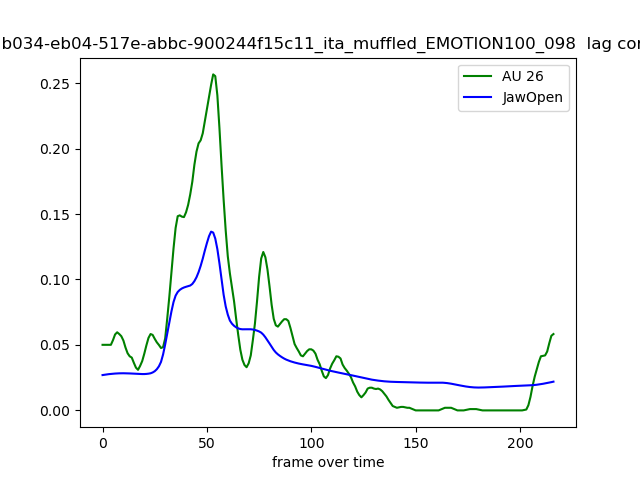 b034-eb04-517e-abbc-900244f15c11_ita_muffled_EMOTION100_098 lag cor
AU 26
JawOpen
0.25
0.20
0.15
0.10
0.05
0.00
0 50 100 150 200
frame over time